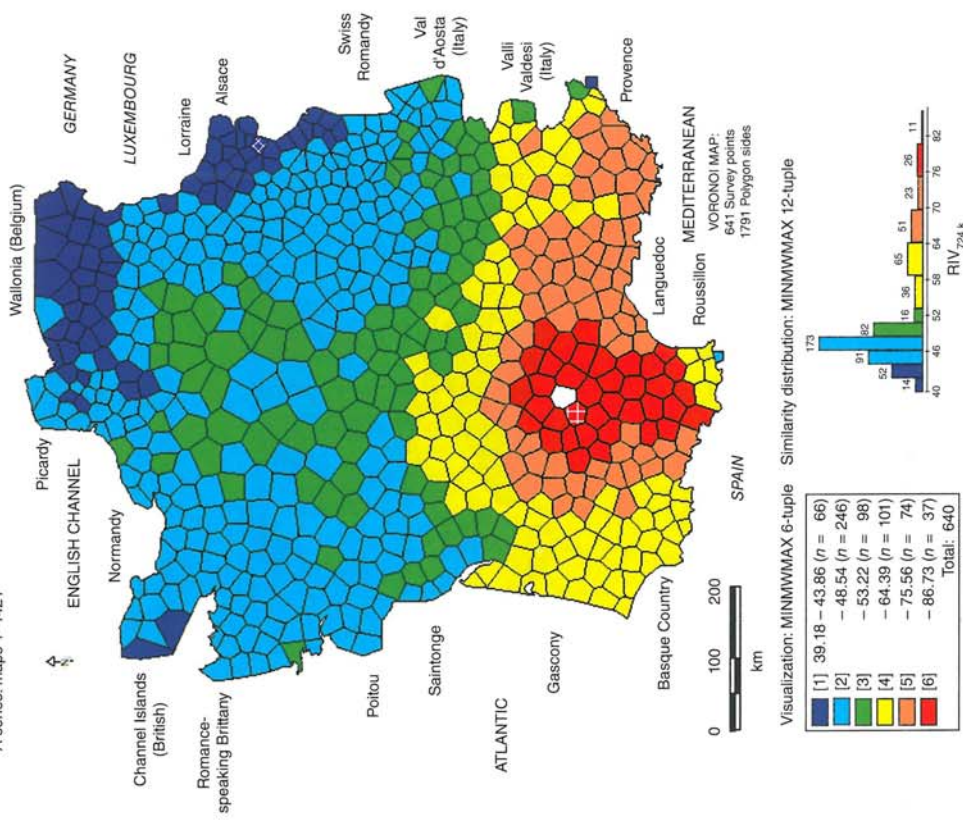 Wallonia (Belgium)
GERMANY
LUXEMBOURG
Picardy
Lorraine
Alsace
ENGLISH CHANNEL
Normandy
N
Channel Islands
(British)
Romance-
speaking Brittany
Swiss
Romandy
Val
d'Aosta
(Italy)
Poitou
Saintonge
ATLANTIC
Valli
Valdesi
(Italy)
Gascony
Provence
Languedoc
MEDITERRANEAN
Roussillon
Basque Country
SPAIN
VORONOI MAP:
641 Survey points
1791 Polygon sides
0 100 200
km
Visualization: MINMWMAX 6-tuple
[1] 39.18 – 43.86 (n = 66)
[2] – 48.54 (n = 246)
[3] – 53.22 (n = 98)
[4] – 64.39 (n = 101)
[5] – 75.56 (n = 74)
[6] – 86.73 (n = 37)
Total: 640
Similarity distribution: MINMWMAX 12-tuple
14 52 91 173 82 16 36 65 51 23 26 11
40 46 52 58 64 70 76 82